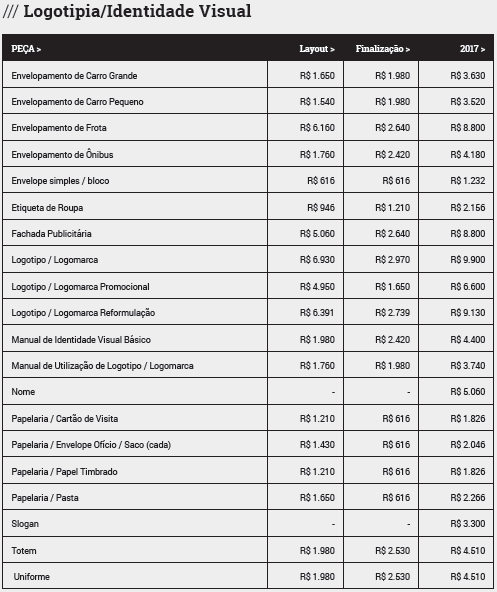 /// Logotipia/Identidade Visual
PEÇA > Layout > Finalização > 2017 >
Envelopamento de Carro Grande R$ 1.650 R$ 1.980 R$ 3.630
Envelopamento de Carro Pequeno R$ 1.540 R$ 1.980 R$ 3.520
Envelopamento de Frota R$ 6.160 R$ 2.640 R$ 8.800
Envelopamento de Ônibus R$ 1.760 R$ 2.420 R$ 4.180
Envelope simples / bloco R$ 616 R$ 616 R$ 1.232
Etiqueta de Roupa R$ 946 R$ 1.210 R$ 2.156
Fachada Publicitária R$ 5.060 R$ 2.640 R$ 8.800
Logotipo / Logomarca R$ 6.930 R$ 2.970 R$ 9.900
Logotipo / Logomarca Promocional R$ 4.950 R$ 1.650 R$ 6.600
Logotipo / Logomarca Reformulação R$ 6.391 R$ 2.739 R$ 9.130
Manual de Identidade Visual Básico R$ 1.980 R$ 2.420 R$ 4.400
Manual de Utilização de Logotipo / Logomarca R$ 1.760 R$ 1.980 R$ 3.740
Nome - - R$ 5.060
Papelaria / Cartão de Visita R$ 1.210 R$ 616 R$ 1.826
Papelaria / Envelope Ofício / Saco (cada) R$ 1.430 R$ 616 R$ 2.046
Papelaria / Papel Timbrado R$ 1.210 R$ 616 R$ 1.826
Papelaria / Pasta R$ 1.650 R$ 616 R$ 2.266
Slogan - - R$ 3.300
Totem R$ 1.980 R$ 2.530 R$ 4.510
Uniforme R$ 1.980 R$ 2.530 R$ 4.510